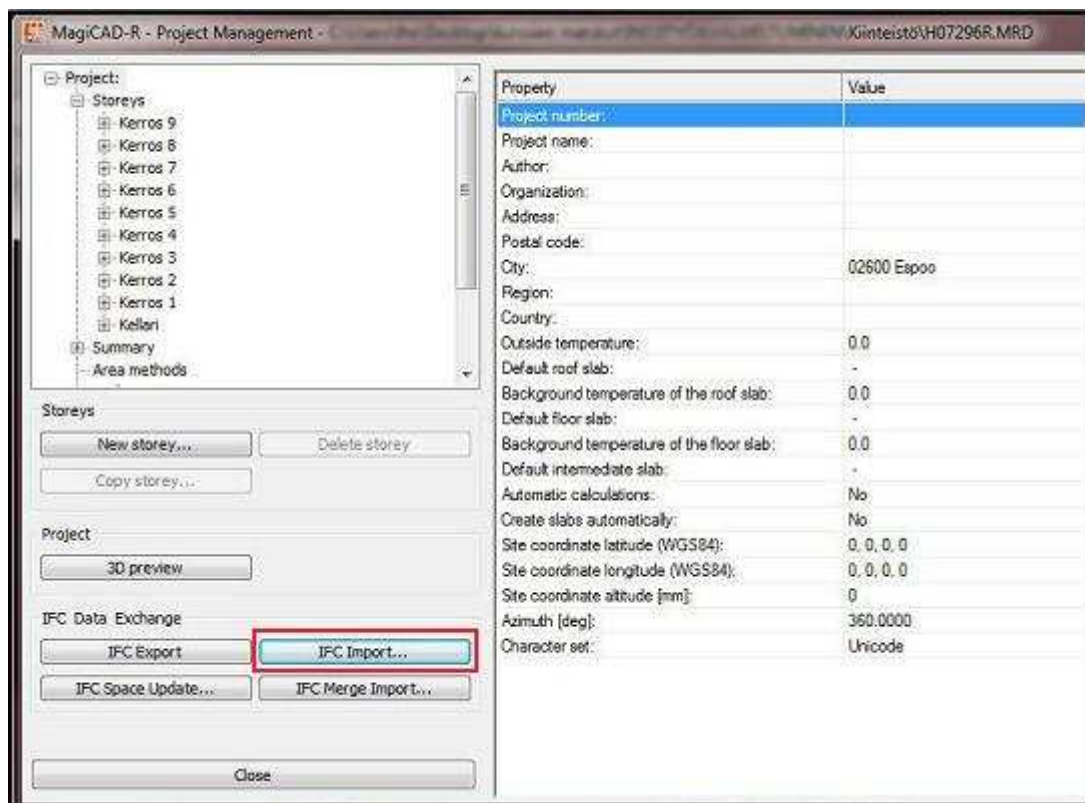 MagiCAD-R - Project Management - \Kiinteistö\H07296R.MRD
Project:
Storeys
Kerros 9
Kerros 8
Kerros 7
Kerros 6
Kerros 5
Kerros 4
Kerros 3
Kerros 2
Kerros 1
Kellari
Summary
Area methods
Storeys
New storey...
Delete storey
Copy storey...
Project
3D preview
IFC Data Exchange
IFC Export
IFC Import...
IFC Space Update...
IFC Merge Import...
Close
Property Value
Project number:
Project name:
Author:
Organization:
Address:
Postal code:
City: 02600 Espoo
Region:
Country:
Outside temperature: 0.0
Default roof slab: -
Background temperature of the roof slab: 0.0
Default floor slab: -
Background temperature of the floor slab: 0.0
Default intermediate slab: -
Automatic calculations: No
Create slabs automatically: No
Site coordinate latitude (WGS84): 0, 0, 0, 0
Site coordinate longitude (WGS84): 0, 0, 0, 0
Site coordinate altitude [mm]: 0
Azimuth [deg]: 360.0000
Character set: Unicode